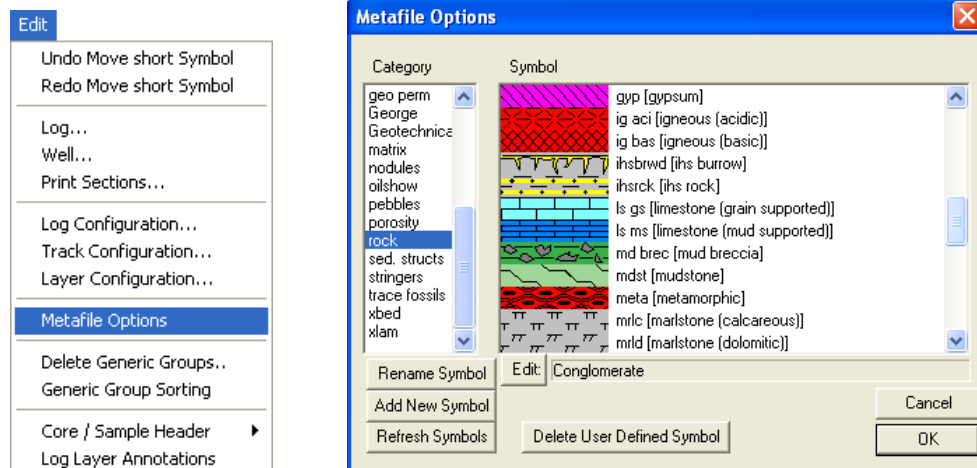 Edit
Undo Move short Symbol
Redo Move short Symbol
Log...
Well...
Print Sections...
Log Configuration...
Track Configuration...
Layer Configuration...
Metafile Options
Delete Generic Groups..
Generic Group Sorting
Core / Sample Header
Log Layer Annotations
Metafile Options
Category
Symbol
geo perm
George
Geotechnica
matrix
nodules
oilshow
pebbles
porosity
rock
sed. structs
stringers
trace fossils
xbed
xlam
gyp [gypsum]
ig aci [igneous (acidic)]
ig bas [igneous (basic)]
ihsbrwd [ihs burrow]
ihsrck [ihs rock]
ls gs [limestone (grain supported)]
ls ms [limestone (mud supported)]
md brec [mud breccia]
mdst [mudstone]
meta [metamorphic]
mrlc [marlstone (calcareous)]
mrld [marlstone (dolomitic)]
Rename Symbol
Edit:
Conglomerate
Add New Symbol
Cancel
Refresh Symbols
Delete User Defined Symbol
OK